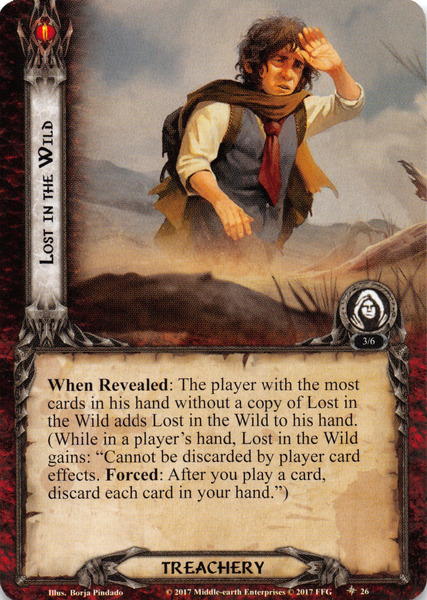 LOST IN THE WILD
3/6
When Revealed: The player with the most
cards in his hand without a copy of Lost in
the Wild adds Lost in the Wild to his hand.
(While in a player's hand, Lost in the Wild
gains: “Cannot be discarded by player card
effects. Forced: After you play a card,
discard each card in your hand.”)
TREACHERY
Illus. Borja Pindado © 2017 Middle-earth Enterprises © 2017 FFG 26